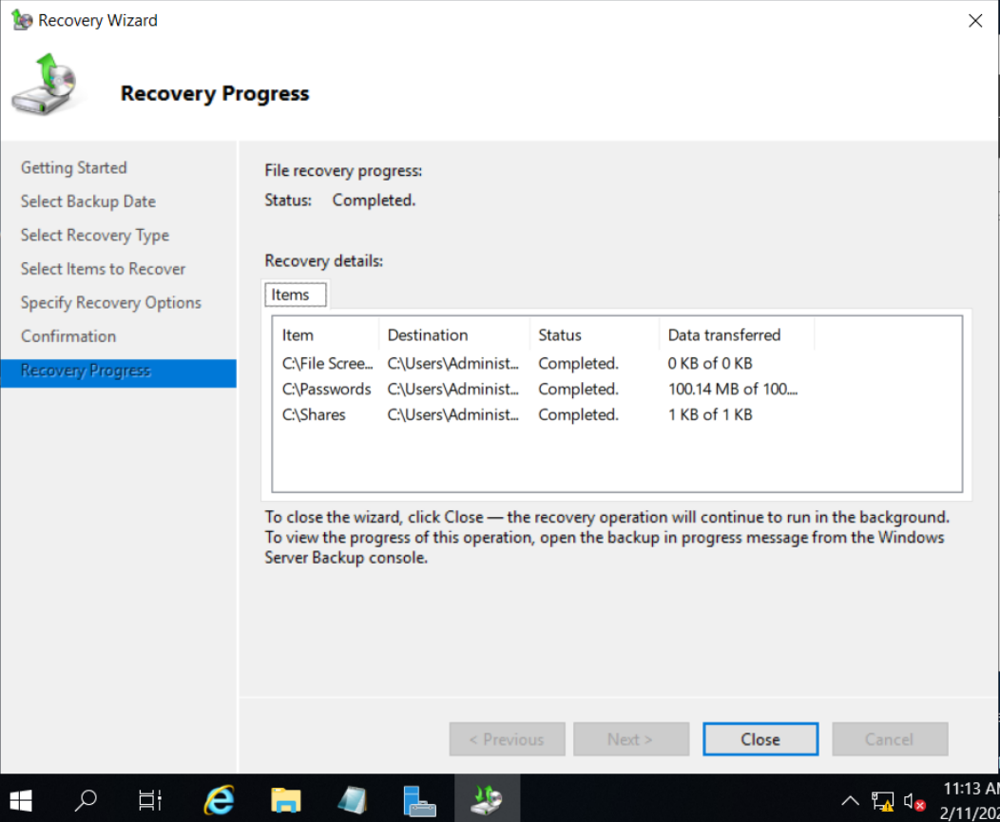 Recovery Wizard
Recovery Progress
Getting Started
Select Backup Date
Select Recovery Type
Select Items to Recover
Specify Recovery Options
Confirmation
Recovery Progress
File recovery progress:
Status: Completed.
Recovery details:
Items
Item Destination Status Data transferred
C:\File Scree... C:\Users\Administ... Completed. 0 KB of 0 KB
C:\Passwords C:\Users\Administ... Completed. 100.14 MB of 100....
C:\Shares C:\Users\Administ... Completed. 1 KB of 1 KB
To close the wizard, click Close — the recovery operation will continue to run in the background.
To view the progress of this operation, open the backup in progress message from the Windows
Server Backup console.
< Previous Next > Close Cancel
11:13 AM
2/11/202